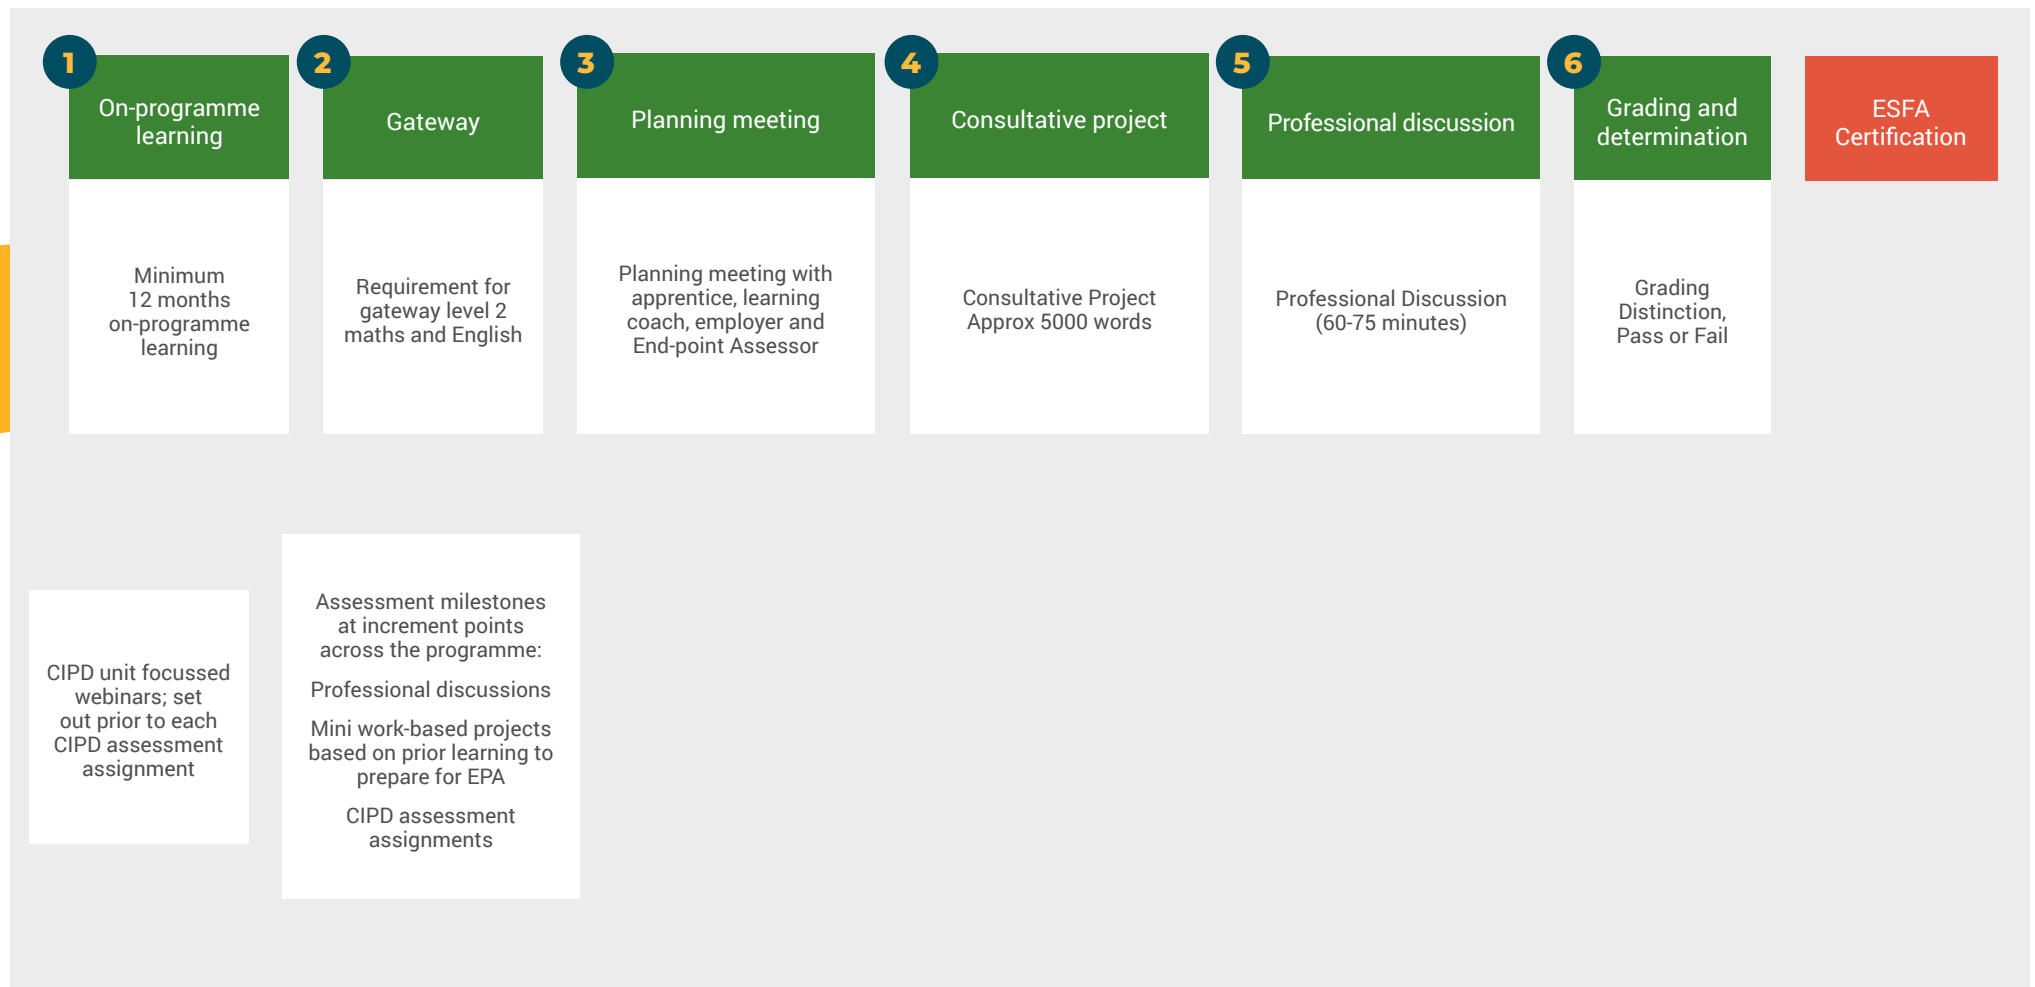 1
On-programme
learning
Minimum
12 months
on-programme
learning
2
Gateway
Requirement for
gateway level 2
maths and English
3
Planning meeting
Planning meeting with
apprentice, learning
coach, employer and
End-point Assessor
4
Consultative project
Consultative Project
Approx 5000 words
5
Professional discussion
Professional Discussion
(60-75 minutes)
6
Grading and
determination
Grading
Distinction,
Pass or Fail
ESFA
Certification
CIPD unit focussed
webinars; set
out prior to each
CIPD assessment
assignment
Assessment milestones
at increment points
across the programme:
Professional discussions
Mini work-based projects
based on prior learning to
prepare for EPA
CIPD assessment
assignments